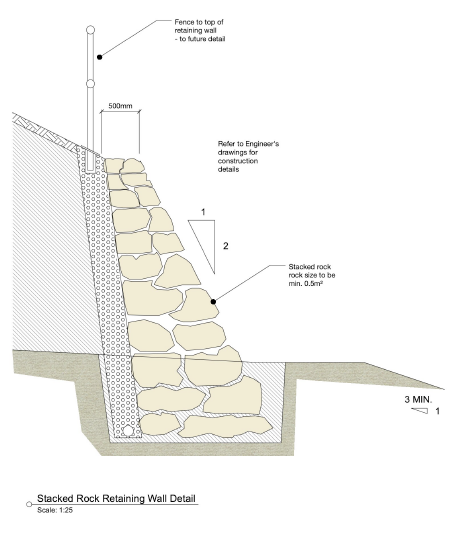 Fence to top of
retaining wall
- to future detail
500mm
Refer to Engineer's
drawings for
construction
details
1
2
Stacked rock
rock size to be
min. 0.5m²
3 MIN.
1
Stacked Rock Retaining Wall Detail
Scale: 1:25